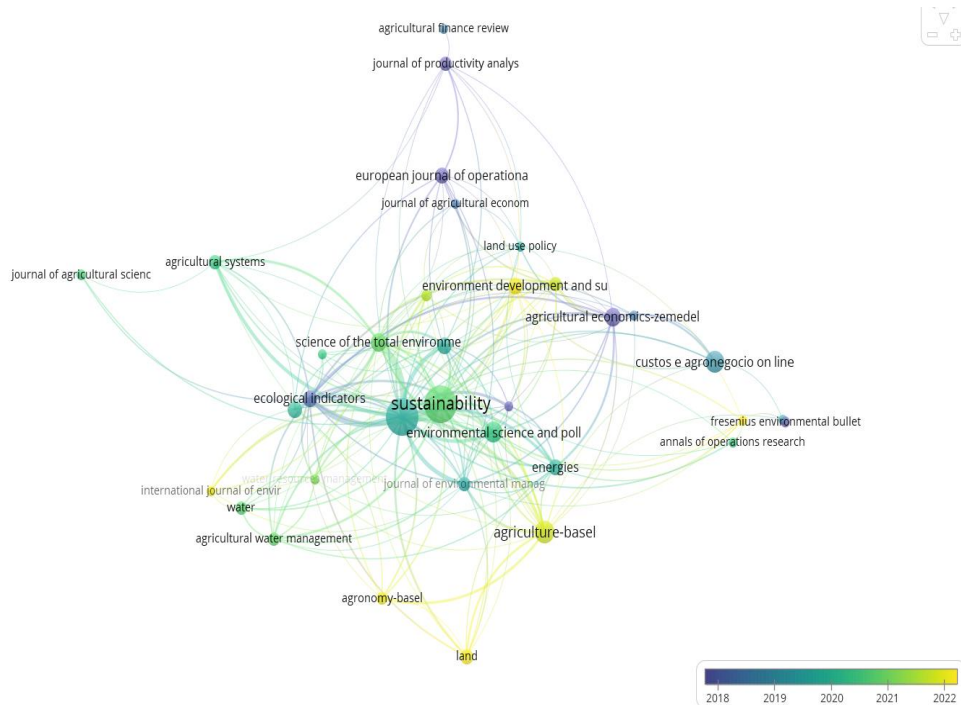 agricultural finance review
journal of productivity analys
european journal of operationa
journal of agricultural econom
land use policy
agricultural systems
journal of agricultural scienc
environment development and su
agricultural economics-zemedel
science of the total environme
custos e agronegocio on line
ecological indicators
sustainability
fresenius environmental bullet
environmental science and poll
annals of operations research
energies
water resources management
journal of environmental manag
international journal of envir
water
agriculture-basel
agricultural water management
agronomy-basel
land
2018 2019 2020 2021 2022